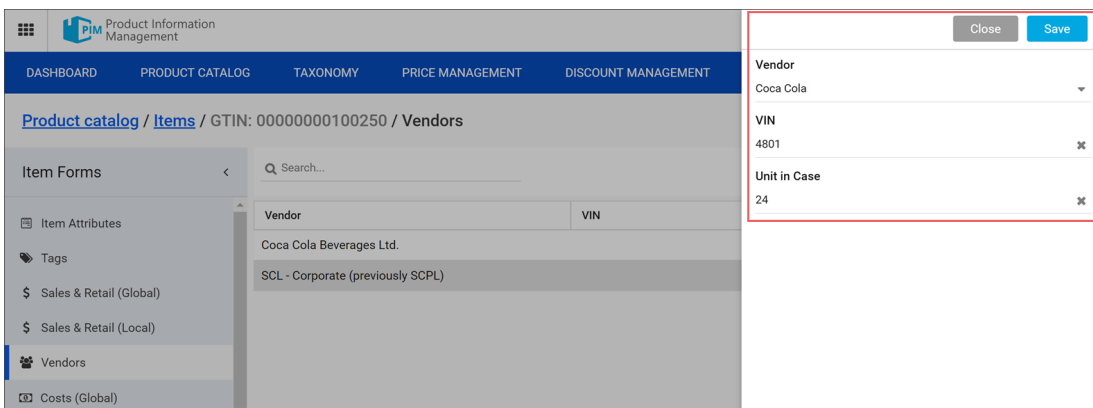 PIM Product Information
Management
Close Save
DASHBOARD PRODUCT CATALOG TAXONOMY PRICE MANAGEMENT DISCOUNT MANAGEMENT
Vendor
Coca Cola
Product catalog / Items / GTIN: 00000000100250 / Vendors
VIN
4801
Item Forms
Search...
Unit in Case
24
Vendor VIN
Item Attributes
Coca Cola Beverages Ltd.
Tags
SCL - Corporate (previously SCPL)
Sales & Retail (Global)
Sales & Retail (Local)
Vendors
Costs (Global)